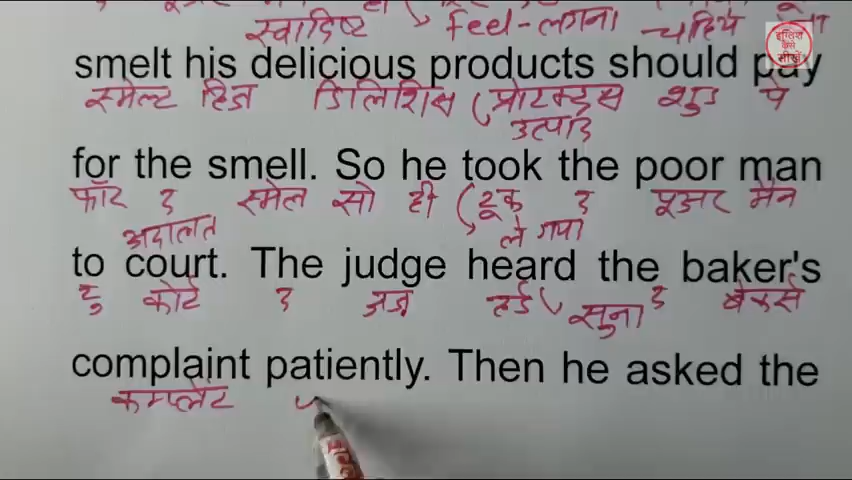 स्वादिष्ट feel-लगना चाहिये
इंग्लिश कैसे सीखें
smelt his delicious products should pay
स्मेल्ट हिज डिलिशिस (प्रोडक्ट्स शुड पे
उत्पाद
for the smell. So he took the poor man
फॉर द स्मेल सो ही (टूक द पूअर मैन
अदालत ले गया
to court. The judge heard the baker's
टू कोर्ट द जज हर्ड ( सुना द बेकर्स
complaint patiently. Then he asked the
कम्प्लेंट